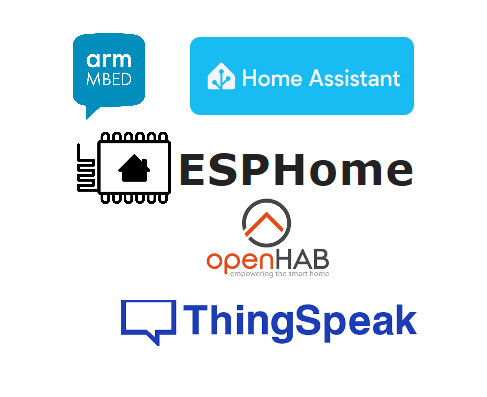 arm
MBED
Home Assistant
ESPHome
openHAB
empowering the smart home
ThingSpeak